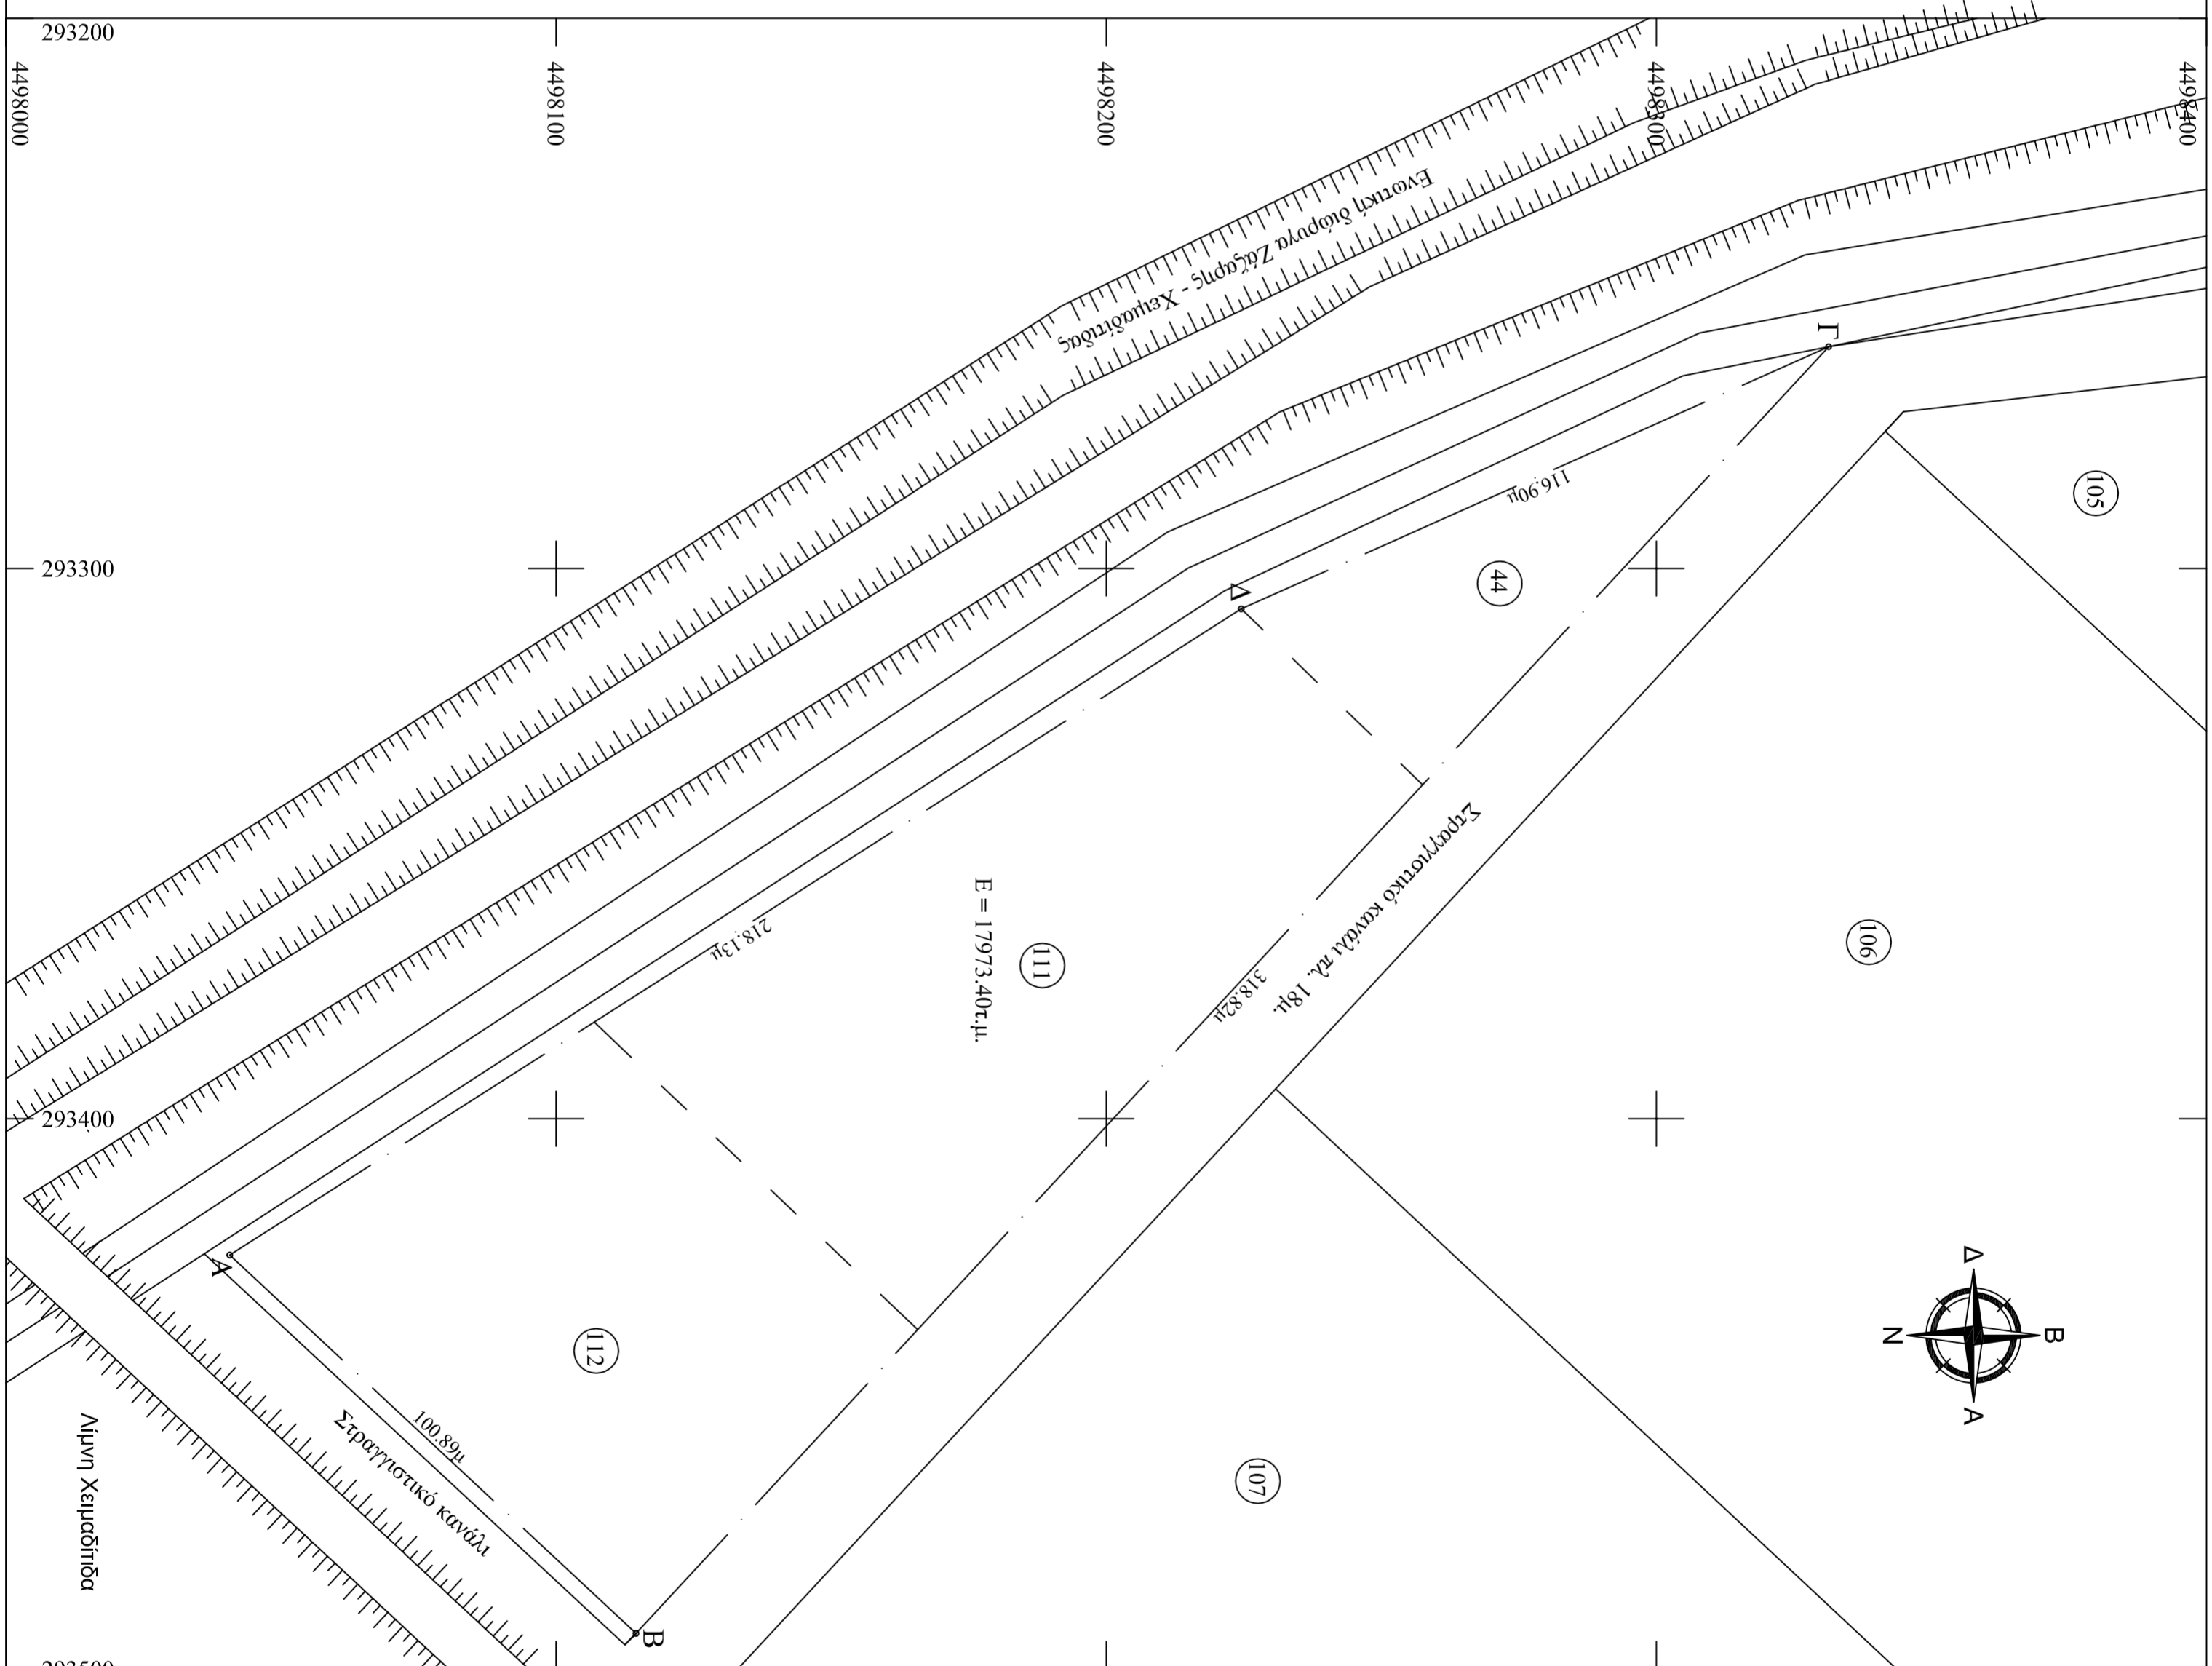 293200
4498000
4498100
4498200
4498300
4498400
Ενωτική διώρυγα Ζάζαρης - Χειμαδίτιδας
Γ
105
116.90μ
44
293300
Δ
Στραγγιστικό κανάλι πλ. 18μ.
106
218.13μ
E = 17973.40τ.μ.
111
318.82μ
293400
Α
112
100.89μ
Στραγγιστικό κανάλι
Β
107
Δ
Ν
Β
Α
Λίμνη Χειμαδίτιδα